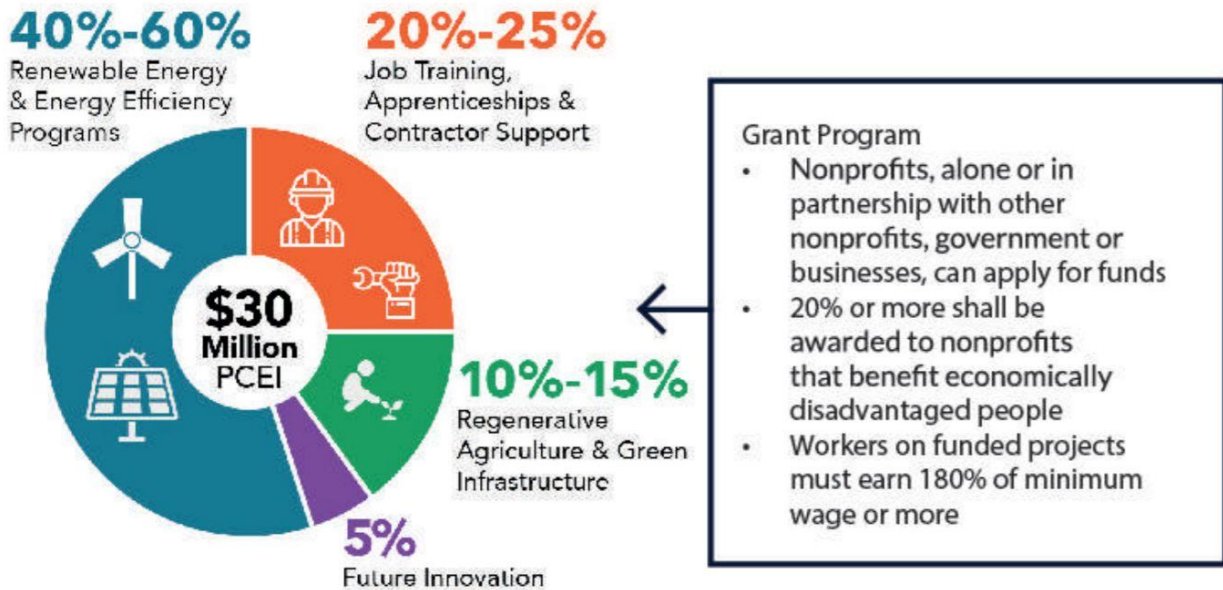 40%-60%
Renewable Energy
& Energy Efficiency
Programs
20%-25%
Job Training,
Apprenticeships &
Contractor Support
$30
Million
PCEI
10%-15%
Regenerative
Agriculture & Green
Infrastructure
5%
Future Innovation
Grant Program
• Nonprofits, alone or in
partnership with other
nonprofits, government or
businesses, can apply for funds
• 20% or more shall be
awarded to nonprofits
that benefit economically
disadvantaged people
• Workers on funded projects
must earn 180% of minimum
wage or more